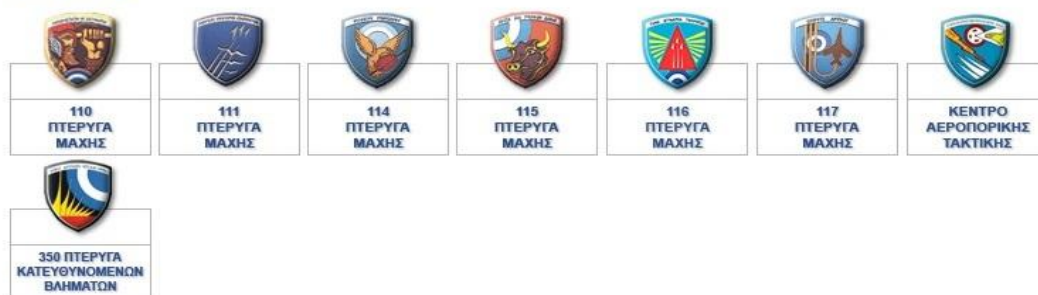 110
ΠΤΕΡΥΓΑ
ΜΑΧΗΣ
111
ΠΤΕΡΥΓΑ
ΜΑΧΗΣ
114
ΠΤΕΡΥΓΑ
ΜΑΧΗΣ
115
ΠΤΕΡΥΓΑ
ΜΑΧΗΣ
116
ΠΤΕΡΥΓΑ
ΜΑΧΗΣ
117
ΠΤΕΡΥΓΑ
ΜΑΧΗΣ
ΚΕΝΤΡΟ
ΑΕΡΟΠΟΡΙΚΗΣ
ΤΑΚΤΙΚΗΣ
350 ΠΤΕΡΥΓΑ
ΚΑΤΕΥΘΥΝΟΜΕΝΩΝ
ΒΛΗΜΑΤΩΝ